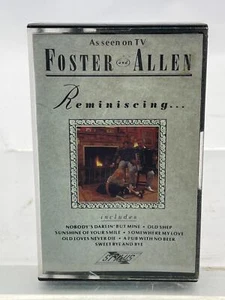 As seen on TV
FOSTER and ALLEN
Reminiscing...
includes
NOBODY'S DARLIN' BUT MINE • OLD SHEP
SUNSHINE OF YOUR SMILE • SOMEWHERE MY LOVE
OLD LOVES NEVER DIE • A PUB WITH NO BEER
SWEET BYE AND BYE